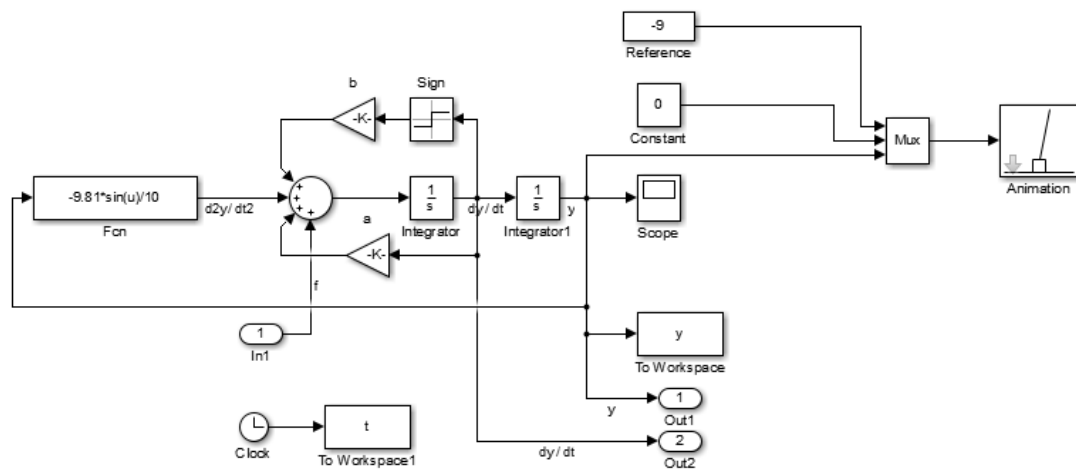 -9
Reference
b
Sign
-K-
0
Constant
Mux
Animation
-9.81*sin(u)/10
Fcn
d2y/dt2
+
+
+
+
a
1
s
Integrator
dy/dt
1
s
Integrator1
y
Scope
-K-
f
1
In1
y
To Workspace
t
Clock
To Workspace1
y
1
Out1
dy/dt
2
Out2